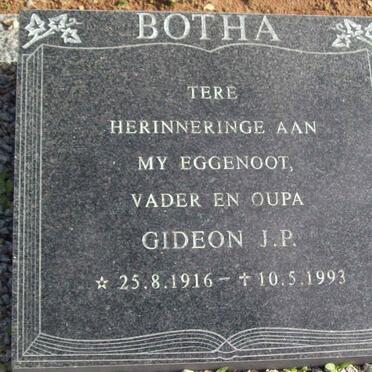 BOTHA
TERE
HERINNERINGE AAN
MY EGGENOOT,
VADER EN OUPA
GIDEON J.P.
☆ 25.8.1916 – ✝ 10.5.1993